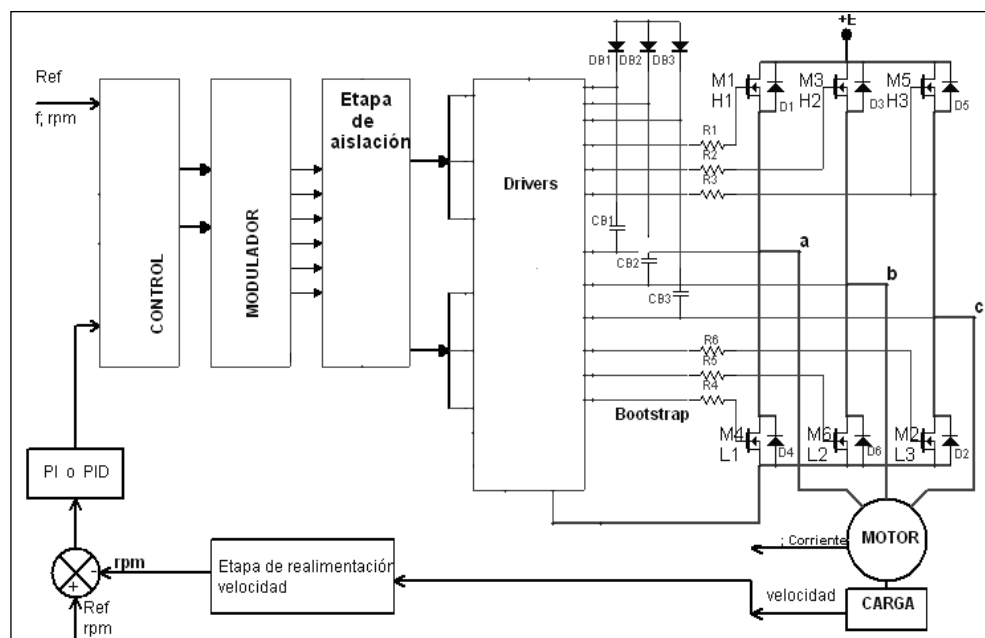 +E
DB1 DB2 DB3
Ref
f; rpm
CONTROL
MODULADOR
Etapa
de
aislación
Drivers
M1
H1
D1
M3
H2
D3
M5
H3
D5
R1
R2
R3
CB1
CB2
CB3
a
b
c
R6
R5
R4
Bootstrap
M4
L1
D4
M6
L2
D6
M2
L3
D2
PI o PID
rpm
-
+
Ref
rpm
Etapa de realimentación
velocidad
; Corriente
MOTOR
velocidad
CARGA